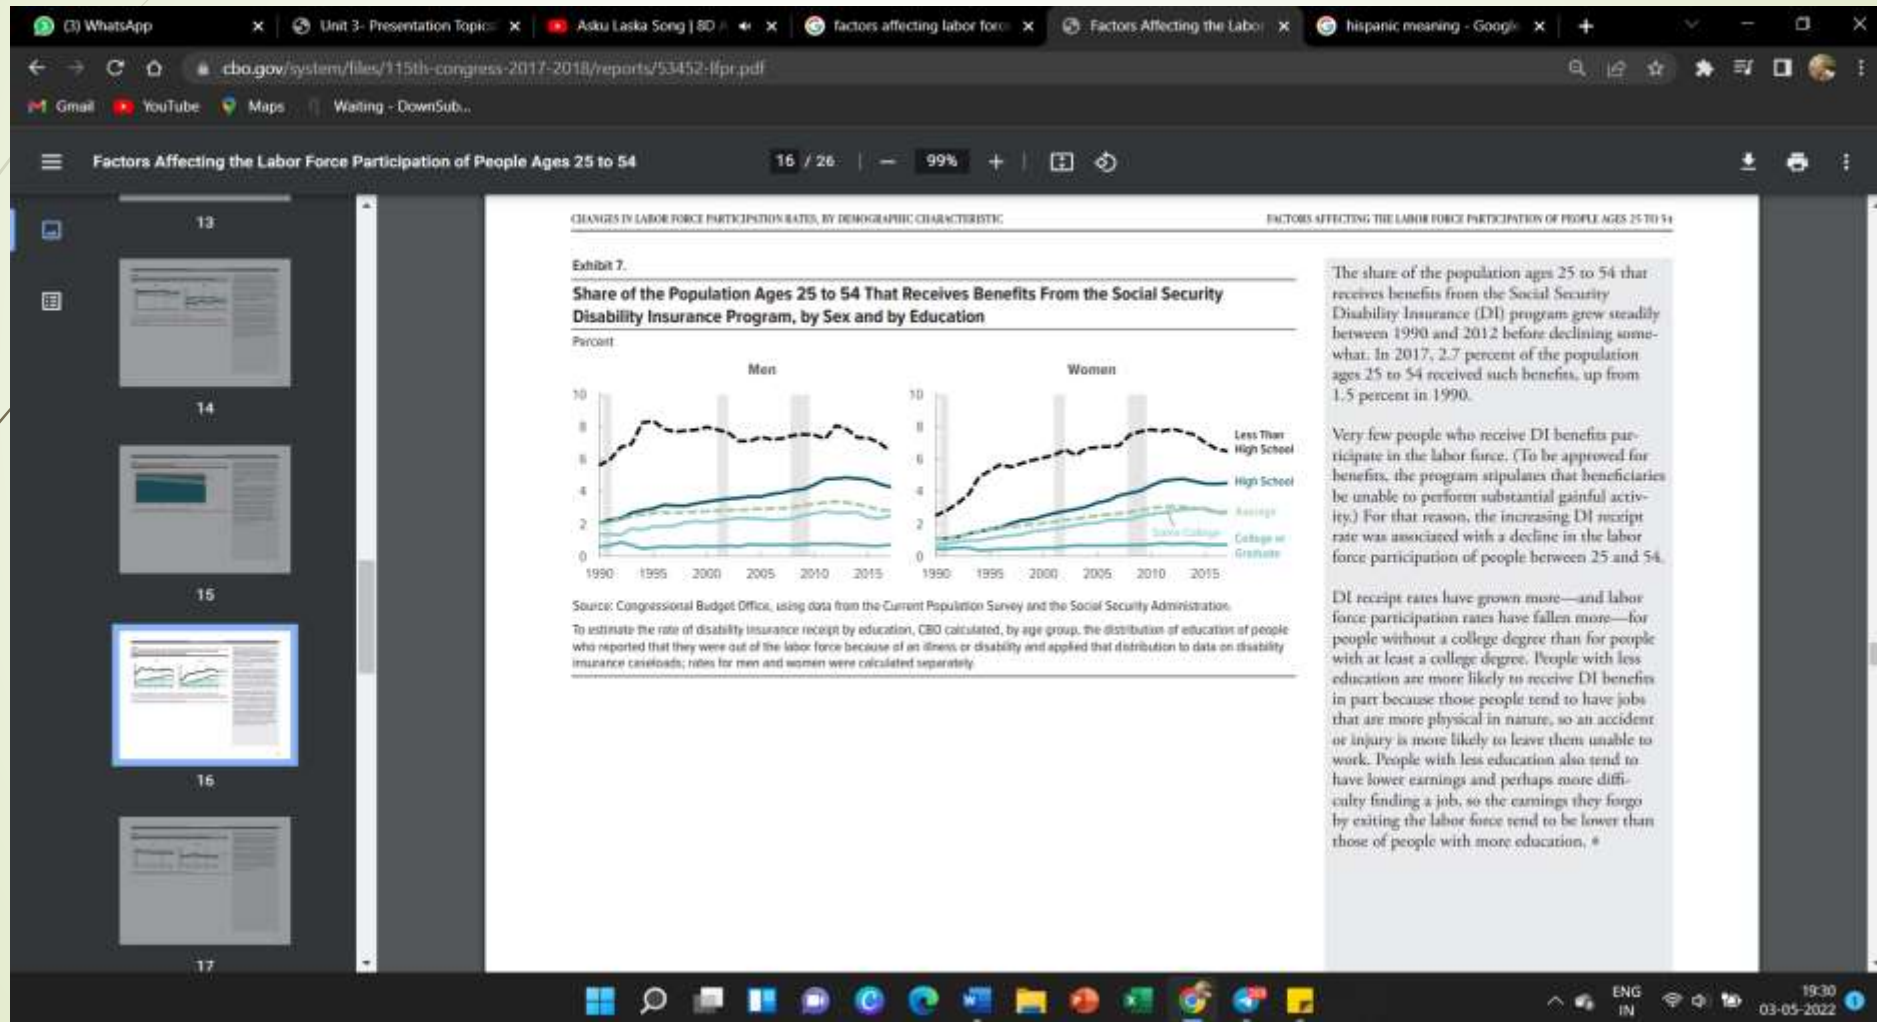 (3) WhatsApp
Unit 3- Presentation Topics
Asku Laska Song | 8D A
factors affecting labor forc
Factors Affecting the Labor
hispanic meaning - Google
cbo.gov/system/files/115th-congress-2017-2018/reports/53452-lfpr.pdf
Gmail
YouTube
Maps
Waiting - DownSub...
Factors Affecting the Labor Force Participation of People Ages 25 to 54
16 / 26
99%
13
14
15
16
17
CHANGES IN LABOR FORCE PARTICIPATION RATES, BY DEMOGRAPHIC CHARACTERISTIC
FACTORS AFFECTING THE LABOR FORCE PARTICIPATION OF PEOPLE AGES 25 TO 54
Exhibit 7.
Share of the Population Ages 25 to 54 That Receives Benefits From the Social Security
Disability Insurance Program, by Sex and by Education
Percent
Men
Women
10
8
6
4
2
0
1990 1995 2000 2005 2010 2015
10
8
6
4
2
0
1990 1995 2000 2005 2010 2015
Less Than
High School
High School
Average
Some College
College or
Graduate
Source: Congressional Budget Office, using data from the Current Population Survey and the Social Security Administration.
To estimate the rate of disability insurance receipt by education, CBO calculated, by age group, the distribution of education of people
who reported that they were out of the labor force because of an illness or disability and applied that distribution to data on disability
insurance caseloads; rates for men and women were calculated separately.
The share of the population ages 25 to 54 that
receives benefits from the Social Security
Disability Insurance (DI) program grew steadily
between 1990 and 2012 before declining some-
what. In 2017, 2.7 percent of the population
ages 25 to 54 received such benefits, up from
1.5 percent in 1990.
Very few people who receive DI benefits par-
ticipate in the labor force. (To be approved for
benefits, the program stipulates that beneficiaries
be unable to perform substantial gainful activ-
ity.) For that reason, the increasing DI receipt
rate was associated with a decline in the labor
force participation of people between 25 and 54.
DI receipt rates have grown more—and labor
force participation rates have fallen more—for
people without a college degree than for people
with at least a college degree. People with less
education are more likely to receive DI benefits
in part because those people tend to have jobs
that are more physical in nature, so an accident
or injury is more likely to leave them unable to
work. People with less education also tend to
have lower earnings and perhaps more diffi-
culty finding a job, so the earnings they forgo
by exiting the labor force tend to be lower than
those of people with more education.
ENG
IN
19:30
03-05-2022
1